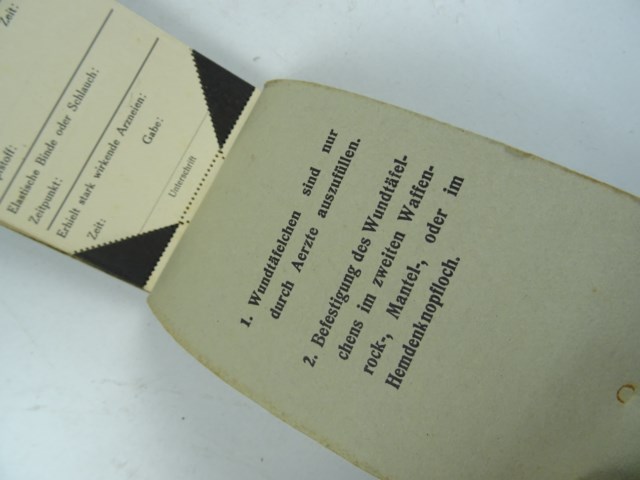 Zeit:
Elastische Binde oder Schlauch:
Zeitpunkt:
Erhielt stark wirkende Arzneien:
Gabe:
Zeit:
Unterschrift
1. Wundtäfelchen sind nur
durch Aerzte auszufüllen.
2. Befestigung des Wundtäfel-
chens im zweiten Waffen-
rock-, Mantel-, oder im
Hemdenknopfloch.